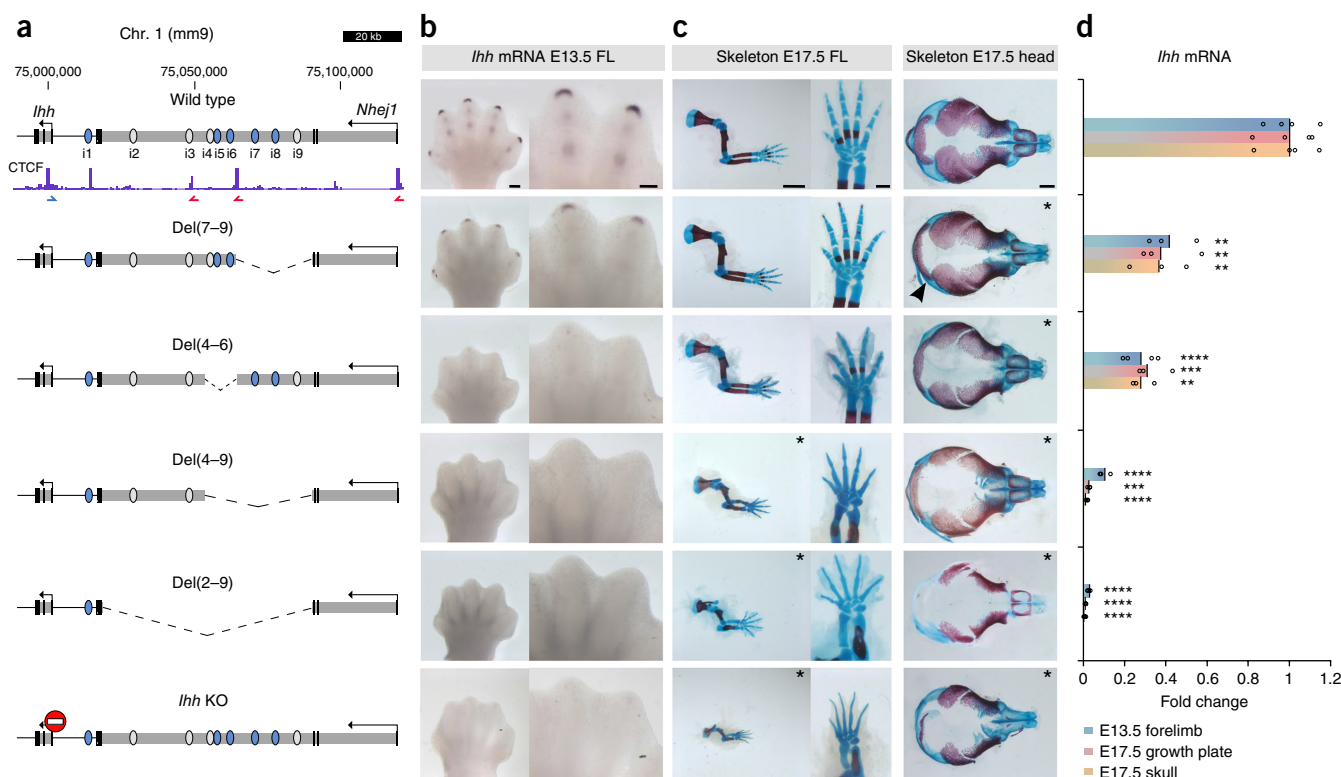 a
Chr. 1 (mm9)
20 kb
75,000,000 75,050,000 75,100,000
Ihh Wild type Nhej1
i1 i2 i3 i4 i5 i6 i7 i8 i9
CTCF
Del(7–9)
Del(4–6)
Del(4–9)
Del(2–9)
Ihh KO
b
Ihh mRNA E13.5 FL
c
Skeleton E17.5 FL Skeleton E17.5 head
*
*
* *
* *
* *
d
Ihh mRNA
**
**
**
****
***
**
****
***
****
****
****
****
0 0.2 0.4 0.6 0.8 1.0 1.2
Fold change
E13.5 forelimb
E17.5 growth plate
E17.5 skull